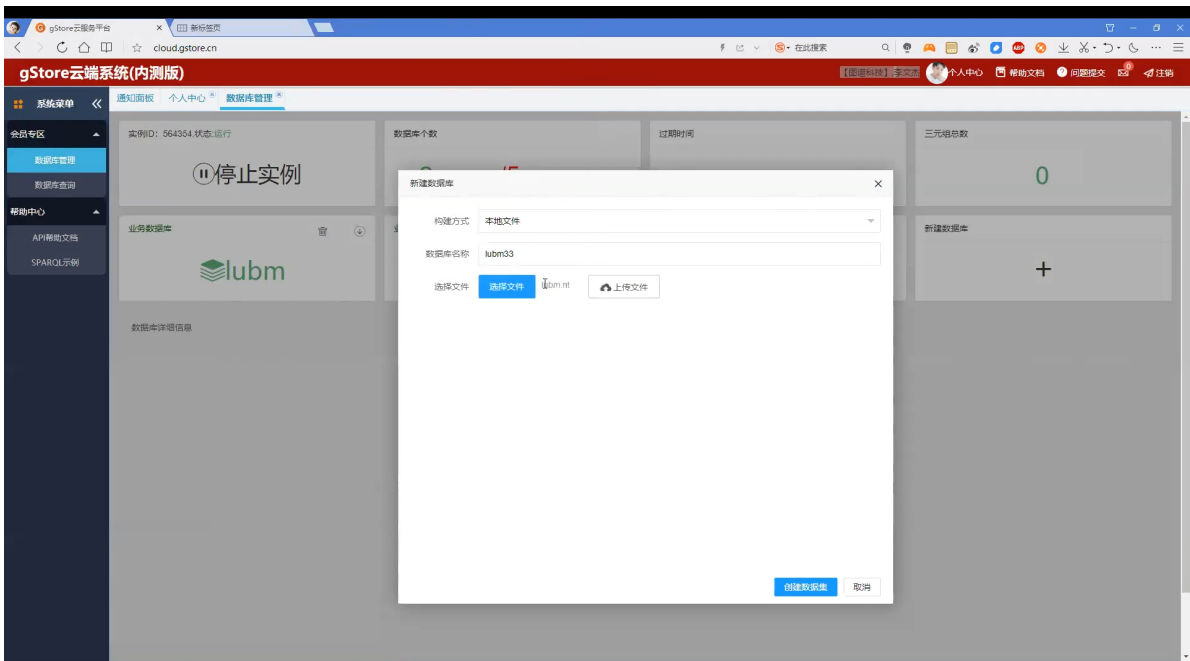 gStore云服务平台
新标签页
cloud.gstore.cn
在此搜索
gStore云端系统(内测版)
【图谱科技】李文杰
个人中心
帮助文档
问题提交
0
注销
系统菜单
通知面板
个人中心
数据库管理
会员专区
数据库管理
数据库查询
帮助中心
API帮助文档
SPARQL示例
实例ID：564354,状态:运行
停止实例
数据库个数
过期时间
三元组总数
0
业务数据库
lubm
新建数据库
+
数据库详细信息
新建数据库
构建方式
本地文件
数据库名称
lubm33
选择文件
选择文件
lubm.nt
上传文件
创建数据集
取消